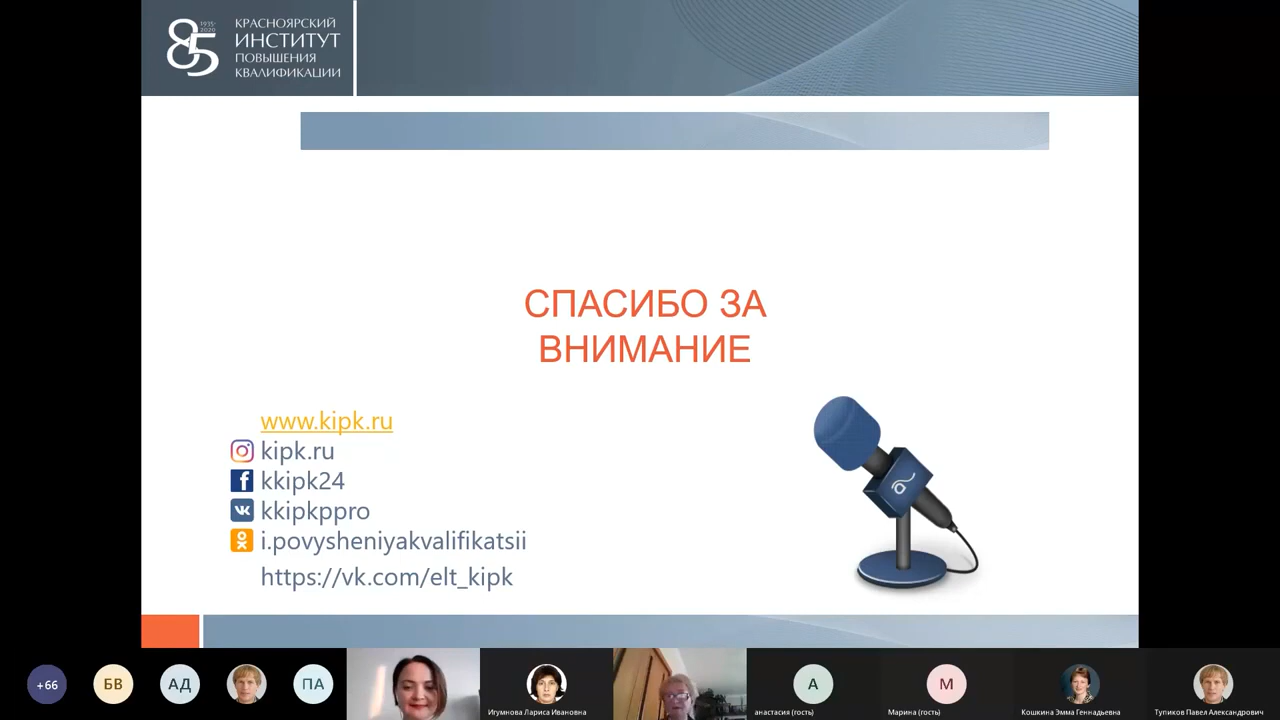 85
1935-
2020
КРАСНОЯРСКИЙ
ИНСТИТУТ
ПОВЫШЕНИЯ
КВАЛИФИКАЦИИ
СПАСИБО ЗА
ВНИМАНИЕ
www.kipk.ru
kipk.ru
kkipk24
kkipkppro
i.povysheniyakvalifikatsii
https://vk.com/elt_kipk
+66
БВ
АД
ПА
Игумнова Лариса Ивановна
А
анастасия (гость)
М
Марина (гость)
Кошкина Эмма Геннадьевна
Тупиков Павел Александрович